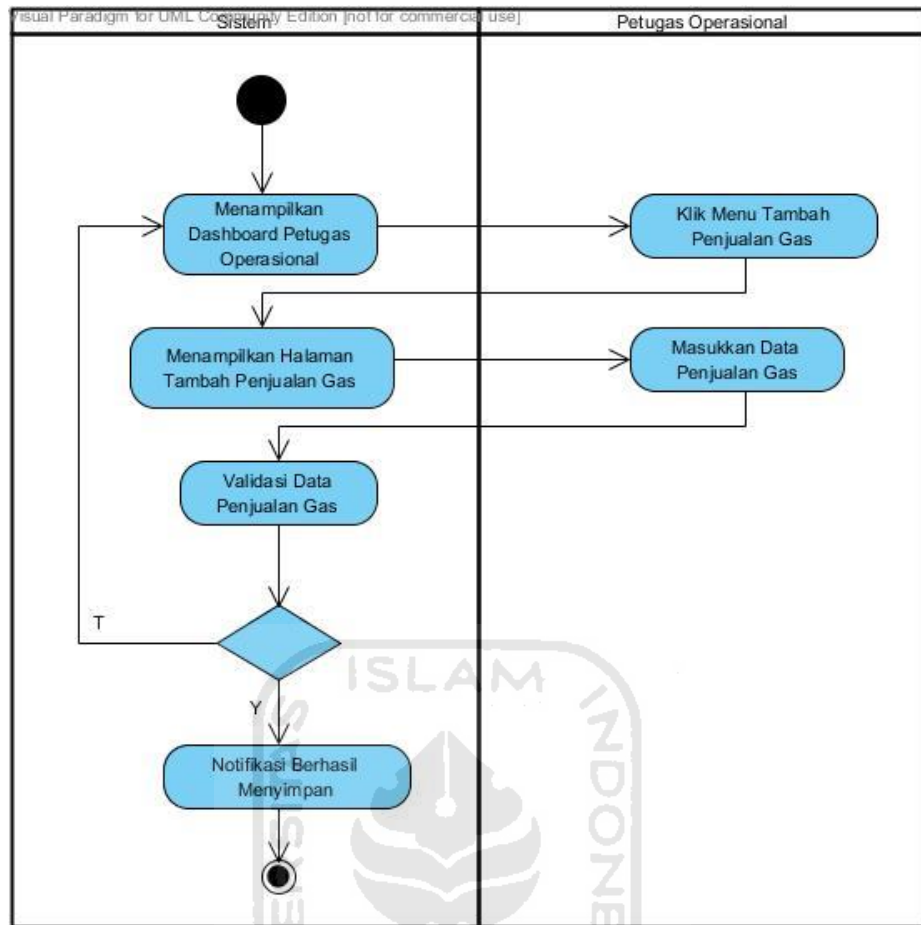 Visual Paradigm for UML Community Edition [not for commercial use]
Sistem
Petugas Operasional
Menampilkan
Dashboard Petugas
Operasional
Klik Menu Tambah
Penjualan Gas
Menampilkan Halaman
Tambah Penjualan Gas
Masukkan Data
Penjualan Gas
Validasi Data
Penjualan Gas
T
Y
Notifikasi Berhasil
Menyimpan
ISLAM